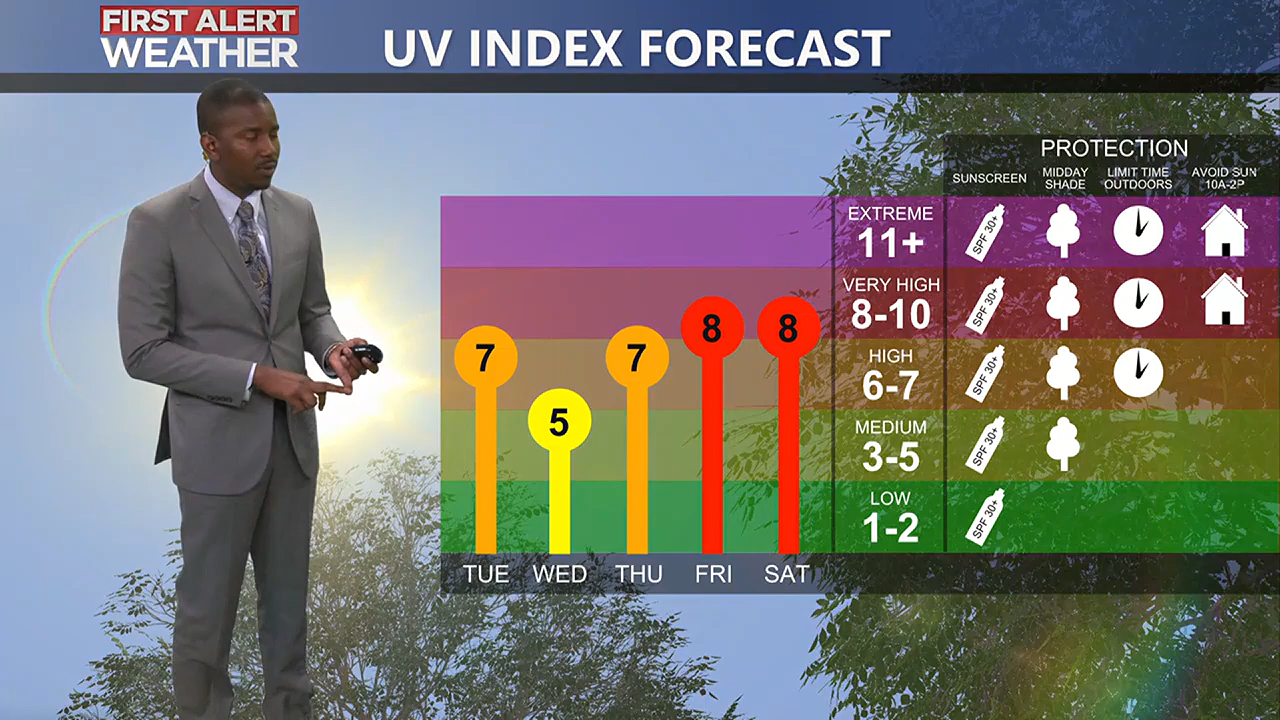 FIRST ALERT
WEATHER
UV INDEX FORECAST
PROTECTION
SUNSCREEN
MIDDAY
SHADE
LIMIT TIME
OUTDOORS
AVOID SUN
10A-2P
EXTREME
11+
SPF 30+
VERY HIGH
8-10
SPF 30+
HIGH
6-7
SPF 30+
MEDIUM
3-5
SPF 30+
LOW
1-2
SPF 30+
7
5
7
8
8
TUE WED THU FRI SAT